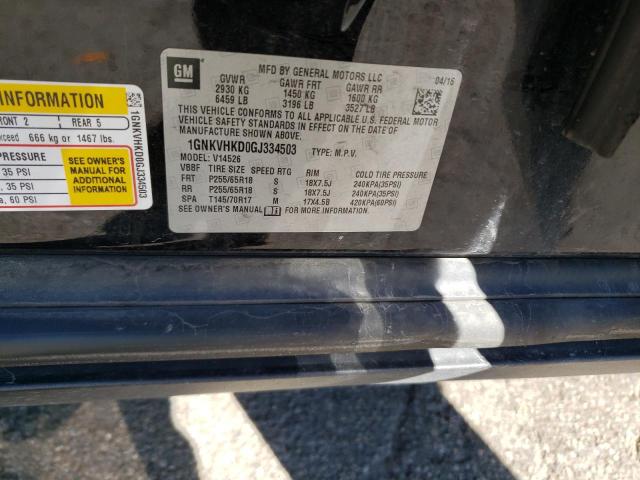 INFORMATION
FRONT 2 REAR 5
exceed 666 kg or 1467 lbs.
PRESSURE
35 PSI
, 35 PSI
a, 60 PSI
SEE OWNER'S
MANUAL FOR
ADDITIONAL
INFORMATION
1GNKVHKD0GJ334503
GM
MFD BY GENERAL MOTORS LLC
04/16
GVWR GAWR FRT GAWR RR
2930 KG 1450 KG 1600 KG
6459 LB 3196 LB 3527 LB
THIS VEHICLE CONFORMS TO ALL APPLICABLE U.S. FEDERAL MOTOR
VEHICLE SAFETY STANDARDS IN EFFECT ON THE DATE OF
MANUFACTURE SHOWN ABOVE.
1GNKVHKD0GJ334503 TYPE: M.P.V.
MODEL: V14526
VBBF TIRE SIZE SPEED RTG RIM COLD TIRE PRESSURE
FRT P255/65R18 S 18X7.5J 240KPA(35PSI)
RR P255/65R18 S 18X7.5J 240KPA(35PSI)
SPA T145/70R17 M 17X4.5B 420KPA(60PSI)
SEE OWNER'S MANUAL FOR MORE INFORMATION.